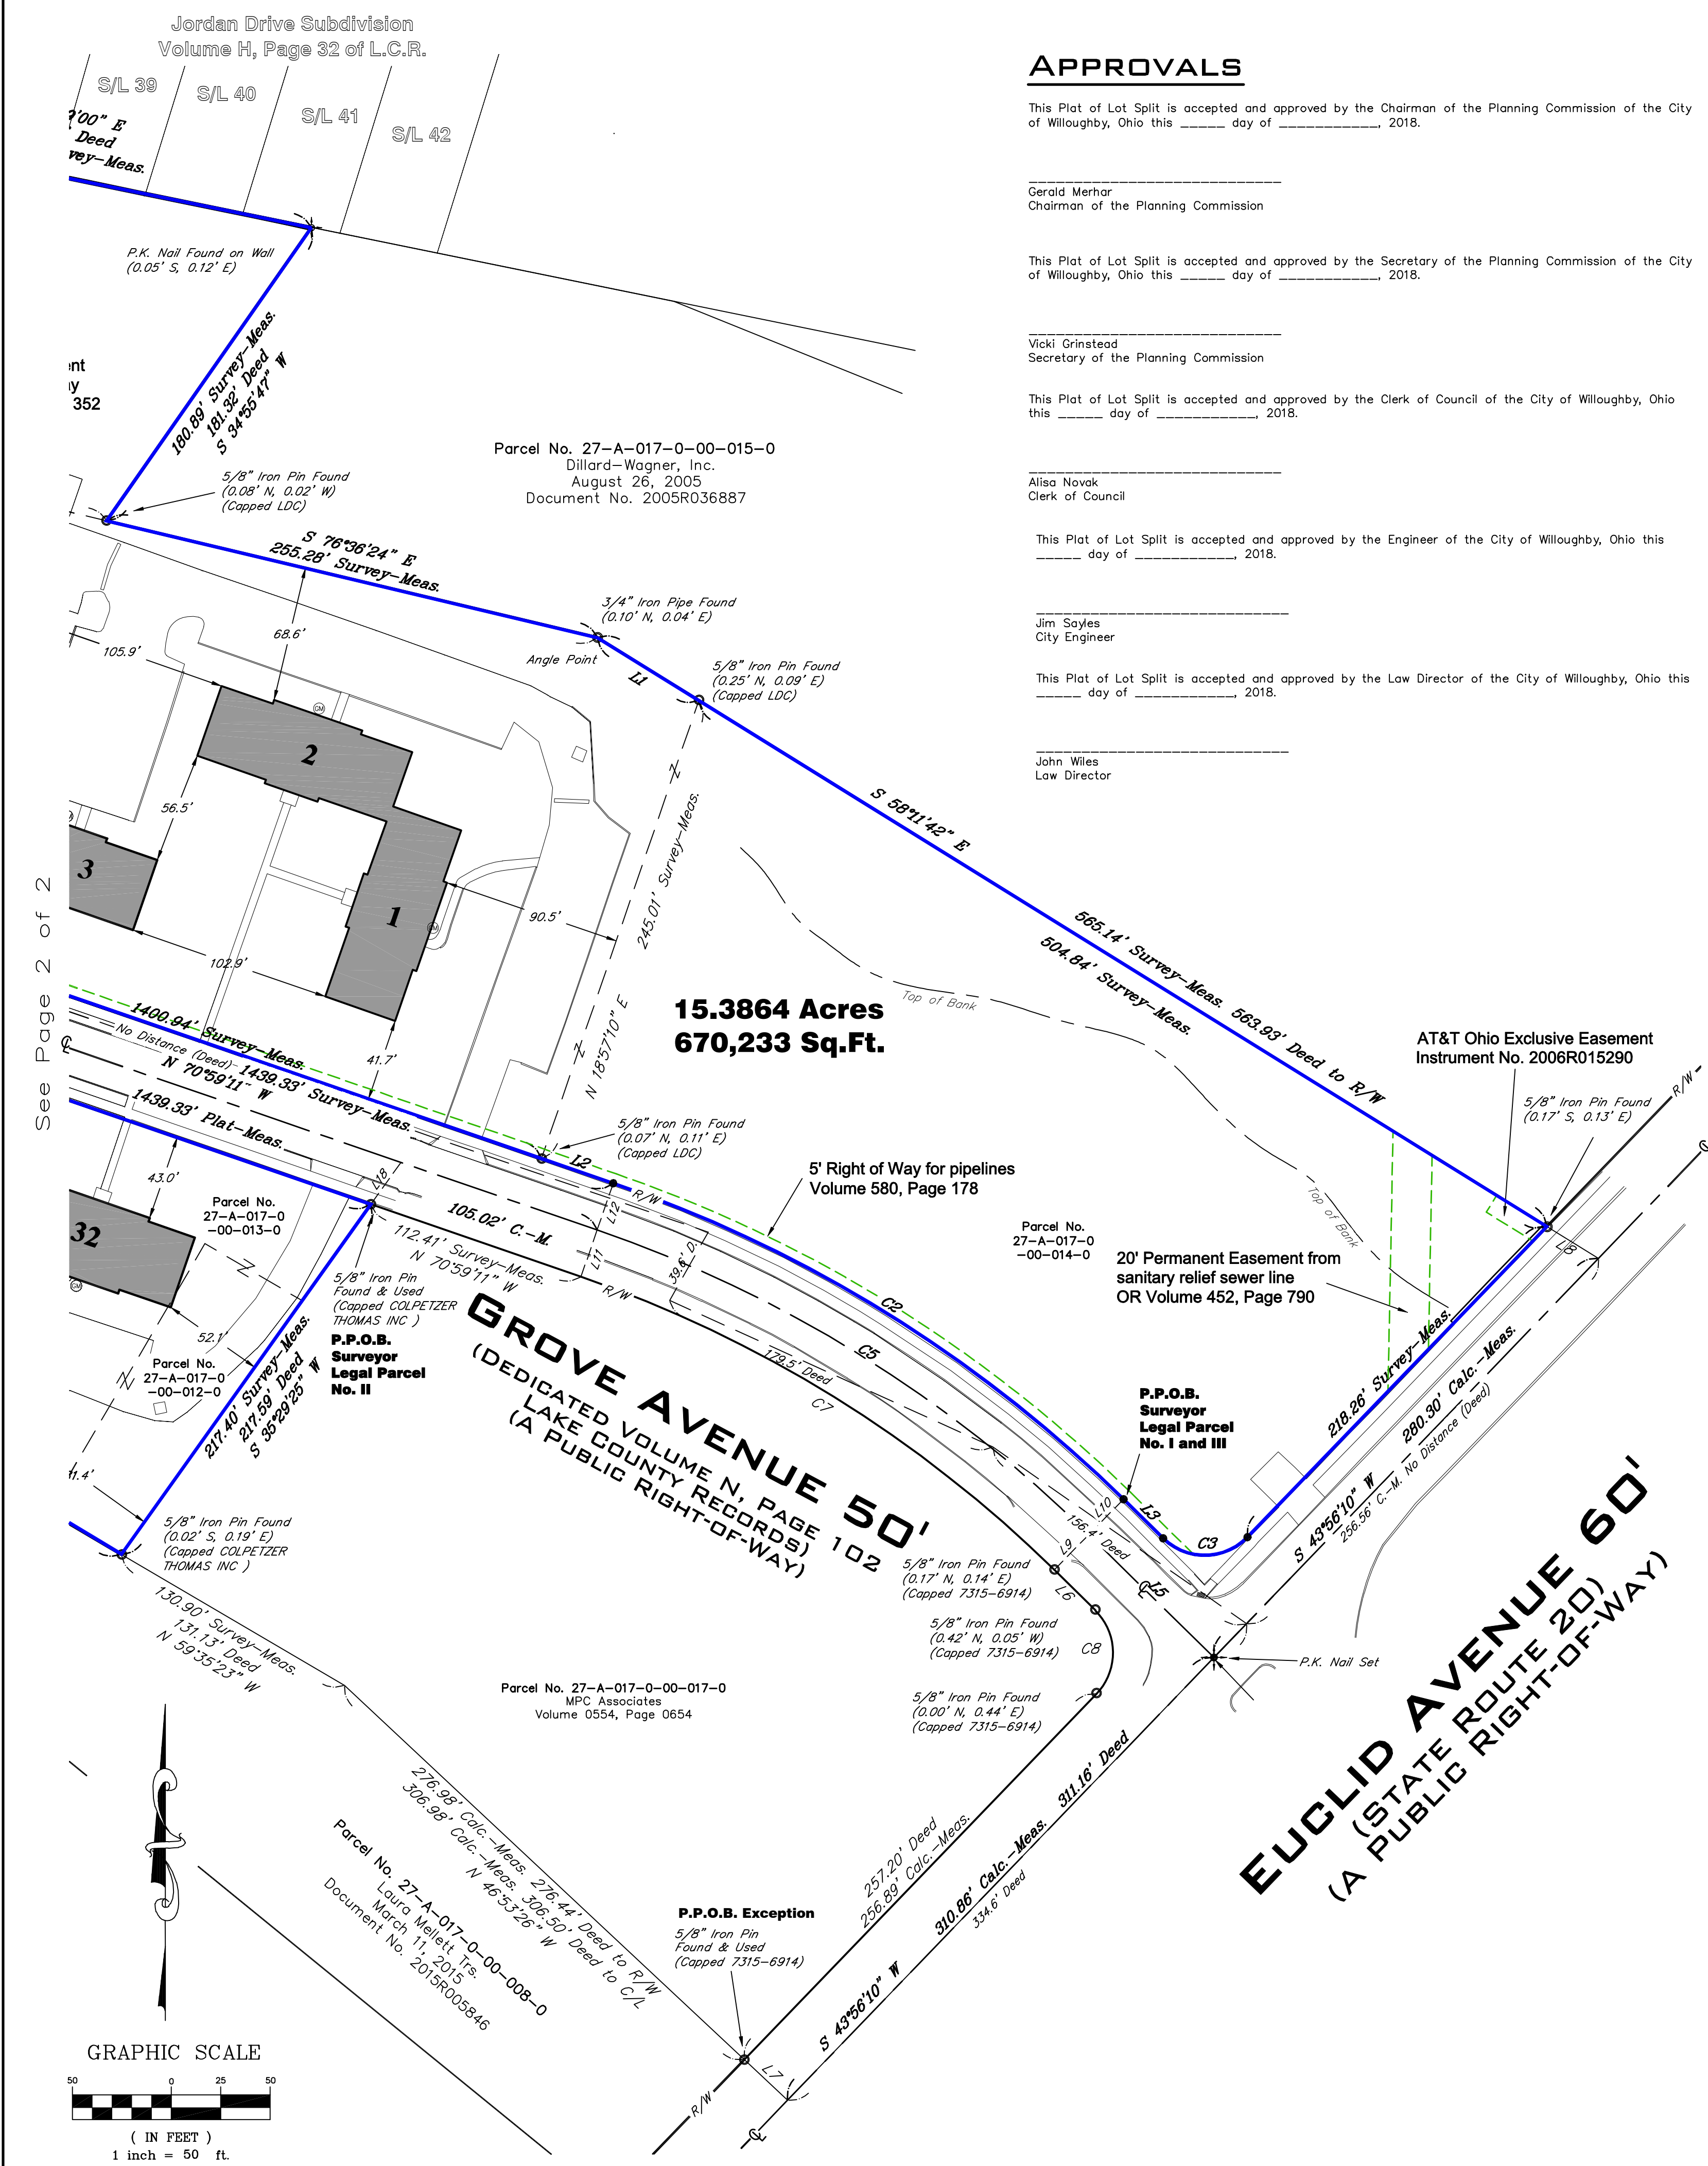 Jordan Drive Subdivision
Volume H, Page 32 of L.C.R.
S/L 39
S/L 40
S/L 41
S/L 42
9'00" E
Deed
vey-Meas.
P.K. Nail Found on Wall
(0.05' S, 0.12' E)
180.89' Survey-Meas.
181.32' Deed
S 34°55'47" W
352
5/8" Iron Pin Found
(0.08' N, 0.02' W)
(Capped LDC)
Parcel No. 27-A-017-0-00-015-0
Dillard-Wagner, Inc.
August 26, 2005
Document No. 2005R036887
S 76°36'24" E
255.28' Survey-Meas.
3/4" Iron Pipe Found
(0.10' N, 0.04' E)
Angle Point
L1
5/8" Iron Pin Found
(0.25' N, 0.09' E)
(Capped LDC)
68.6'
105.9'
GM
2
56.5'
3
1
GM
90.5'
102.9'
41.7'
245.01' Survey-Meas.
N 18°57'10" E
S 58°11'42" E
565.14' Survey-Meas. 563.93' Deed to R/W
504.84' Survey-Meas.
Top of Bank
15.3864 Acres
670,233 Sq.Ft.
See Page 2 of 2
1400.94' Survey-Meas.
No Distance (Deed) 1439.33' Survey-Meas.
N 70°59'11" W
1439.33' Plat-Meas.
5/8" Iron Pin Found
(0.07' N, 0.11' E)
(Capped LDC)
L2
R/W
5' Right of Way for pipelines
Volume 580, Page 178
AT&T Ohio Exclusive Easement
Instrument No. 2006R015290
5/8" Iron Pin Found
(0.17' S, 0.13' E)
R/W
Top of Bank
L8
Parcel No.
27-A-017-0
-00-014-0
20' Permanent Easement from
sanitary relief sewer line
OR Volume 452, Page 790
43.0'
32
GM
Parcel No.
27-A-017-0
-00-013-0
L18
105.02' C.-M.
112.41' Survey-Meas.
N 70°59'11" W
L12
L11
39.6' D.
R/W
5/8" Iron Pin
Found & Used
(Capped COLPETZER
THOMAS INC )
P.P.O.B.
Surveyor
Legal Parcel
No. II
52.1'
Parcel No.
27-A-017-0
-00-012-0
217.40' Survey-Meas.
217.59' Deed
S 35°29'25" W
C2
C5
179.5' Deed
C7
GROVE AVENUE 50'
(DEDICATED VOLUME N, PAGE 102
LAKE COUNTY RECORDS)
(A PUBLIC RIGHT-OF-WAY)
P.P.O.B.
Surveyor
Legal Parcel
No. I and III
218.26' Survey-Meas.
280.30' Calc.-Meas.
S 43°56'10" W
256.56' C.-M. No Distance (Deed)
L10
L3
C3
156.4' Deed
L9
L5
L6
C8
5/8" Iron Pin Found
(0.02' S, 0.19' E)
(Capped COLPETZER
THOMAS INC )
5/8" Iron Pin Found
(0.17' N, 0.14' E)
(Capped 7315-6914)
5/8" Iron Pin Found
(0.42' N, 0.05' W)
(Capped 7315-6914)
5/8" Iron Pin Found
(0.00' N, 0.44' E)
(Capped 7315-6914)
P.K. Nail Set
130.90' Survey-Meas.
131.13' Deed
N 59°35'23" W
Parcel No. 27-A-017-0-00-017-0
MPC Associates
Volume 0554, Page 0654
EUCLID AVENUE 60'
(STATE ROUTE 20)
(A PUBLIC RIGHT-OF-WAY)
276.98' Calc.-Meas. 276.44' Deed to R/W
306.98' Calc.-Meas. 306.50' Deed to C/L
N 46°53'26" W
Parcel No. 27-A-017-0-00-008-0
Laura Mellett Trs.
March 11, 2015
Document No. 2015R005846
P.P.O.B. Exception
5/8" Iron Pin
Found & Used
(Capped 7315-6914)
257.20' Deed
256.89' Calc.-Meas.
310.86' Calc.-Meas. 311.16' Deed
334.6' Deed
S 43°56'10" W
L7
R/W
GRAPHIC SCALE
50 0 25 50
( IN FEET )
1 inch = 50 ft.
APPROVALS
This Plat of Lot Split is accepted and approved by the Chairman of the Planning Commission of the City
of Willoughby, Ohio this _____ day of ___________, 2018.
Gerald Merhar
Chairman of the Planning Commission
This Plat of Lot Split is accepted and approved by the Secretary of the Planning Commission of the City
of Willoughby, Ohio this _____ day of ___________, 2018.
Vicki Grinstead
Secretary of the Planning Commission
This Plat of Lot Split is accepted and approved by the Clerk of Council of the City of Willoughby, Ohio
this _____ day of ___________, 2018.
Alisa Novak
Clerk of Council
This Plat of Lot Split is accepted and approved by the Engineer of the City of Willoughby, Ohio this
_____ day of ___________, 2018.
Jim Sayles
City Engineer
This Plat of Lot Split is accepted and approved by the Law Director of the City of Willoughby, Ohio this
_____ day of ___________, 2018.
John Wiles
Law Director